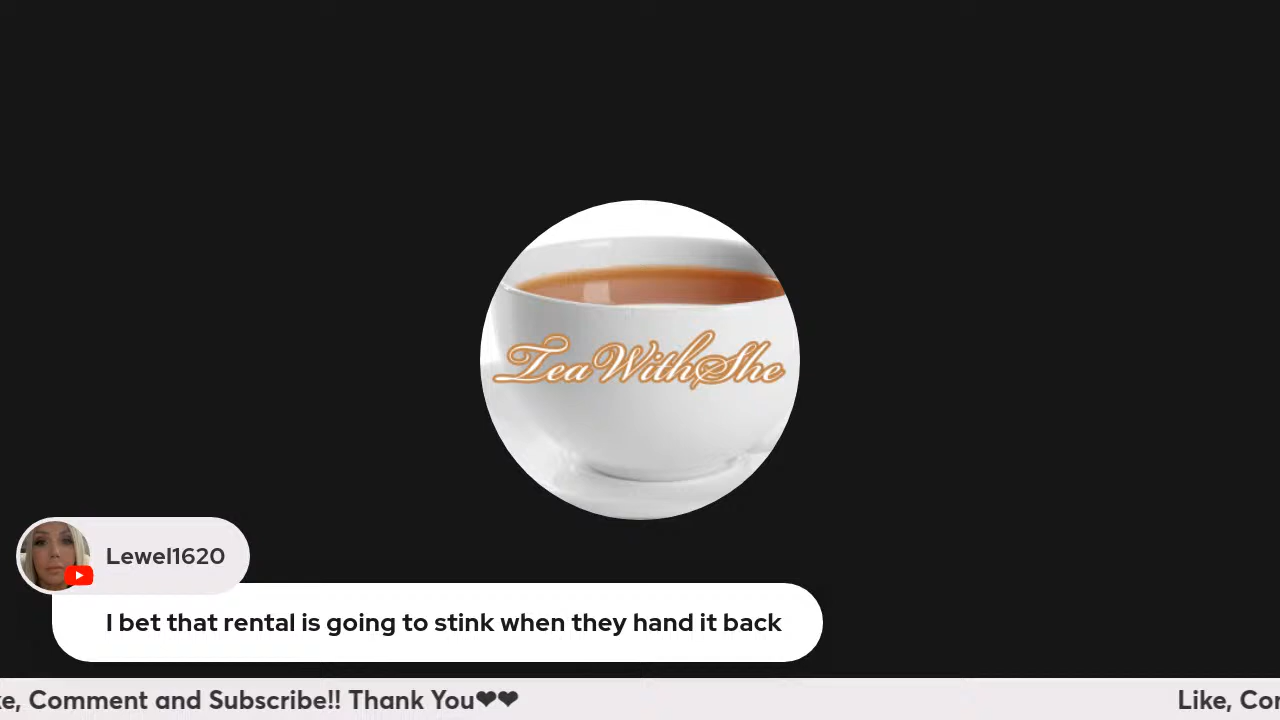 TeaWithShe
Lewel1620
I bet that rental is going to stink when they hand it back
e, Comment and Subscribe!! Thank You❤❤ Like, Co